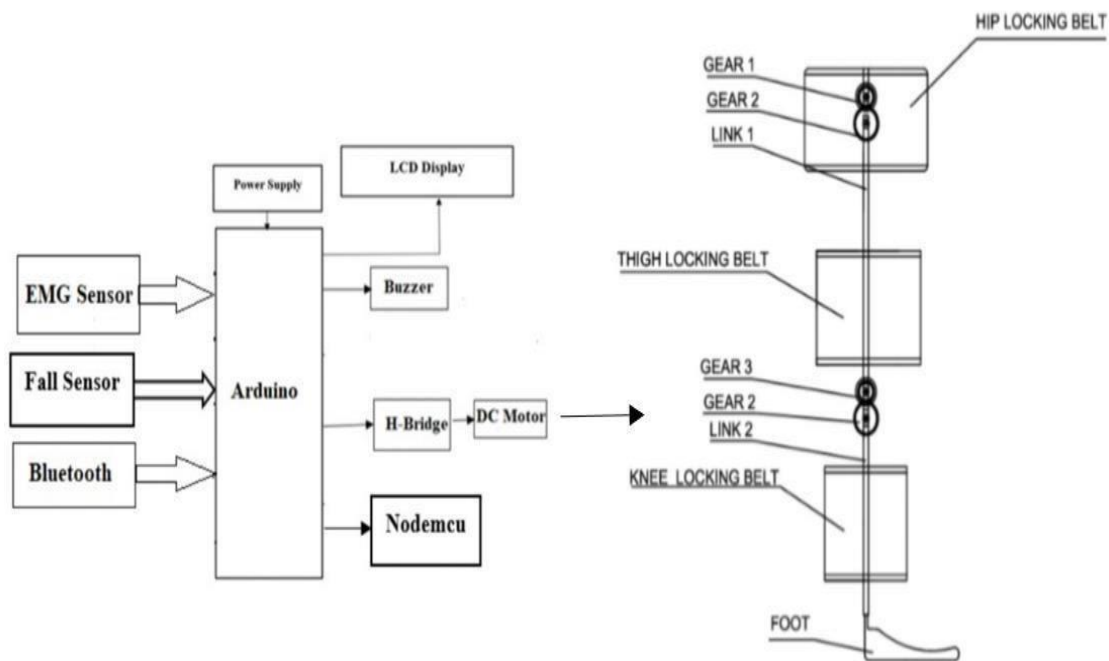 Power Supply
LCD Display
EMG Sensor
Buzzer
Fall Sensor
Arduino
H-Bridge
DC Motor
Bluetooth
Nodemcu
HIP LOCKING BELT
GEAR 1
GEAR 2
LINK 1
THIGH LOCKING BELT
GEAR 3
GEAR 2
LINK 2
KNEE LOCKING BELT
FOOT